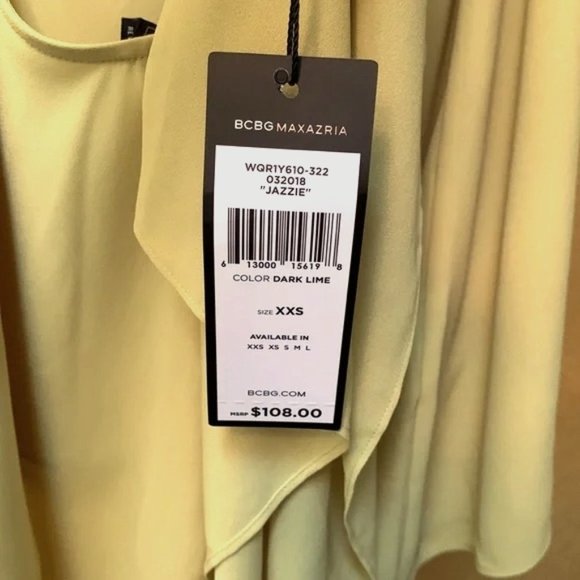 BCBGMAXAZRIA
WQR1Y610-322
032018
"JAZZIE"
6 13000 15619 8
COLOR DARK LIME
SIZE XXS
AVAILABLE IN
XXS XS S M L
BCBG.COM
MSRP $108.00